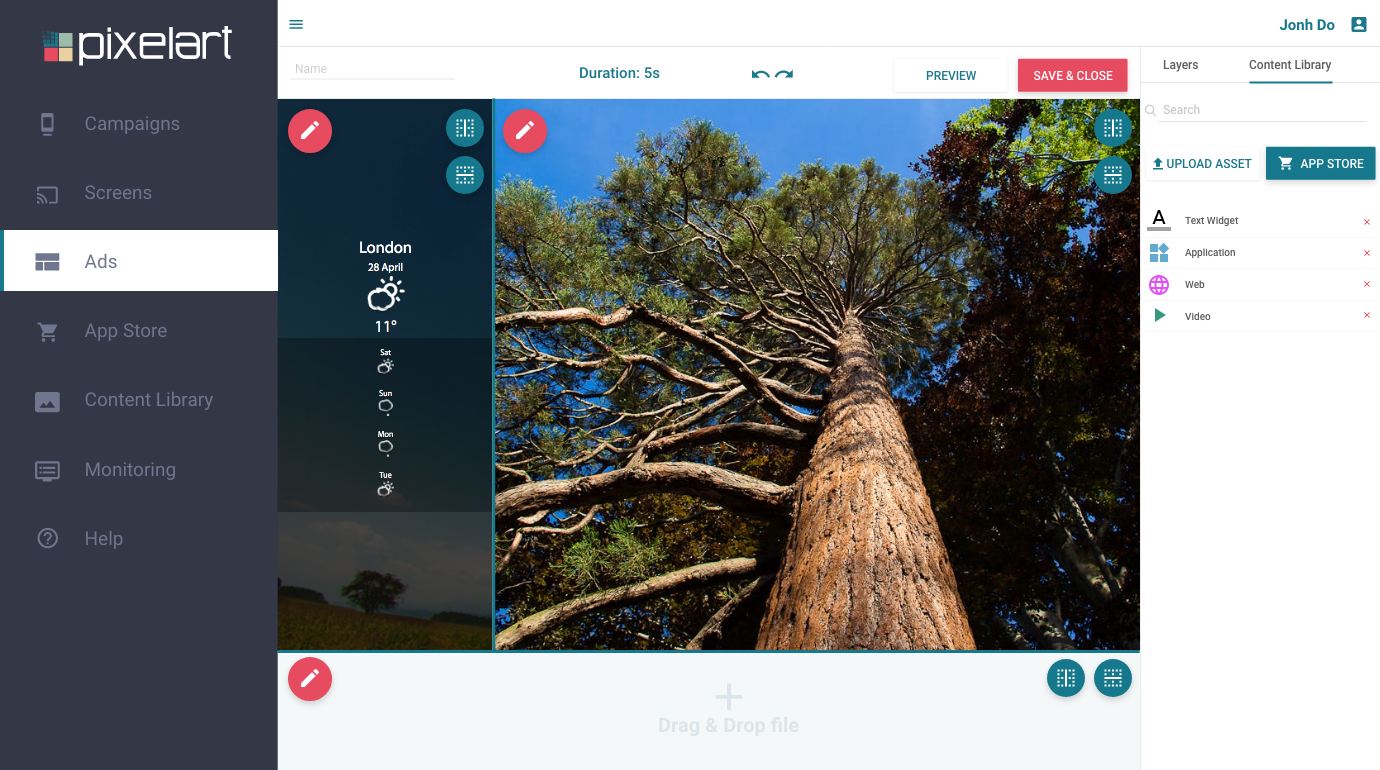 pixelart
Campaigns
Screens
Ads
App Store
Content Library
Monitoring
Help
Jonh Do
Name
Duration: 5s
PREVIEW
SAVE & CLOSE
London
28 April
11°
Sat
Sun
Mon
Tue
Drag & Drop file
Layers
Content Library
Search
UPLOAD ASSET
APP STORE
A
Text Widget
Application
Web
Video